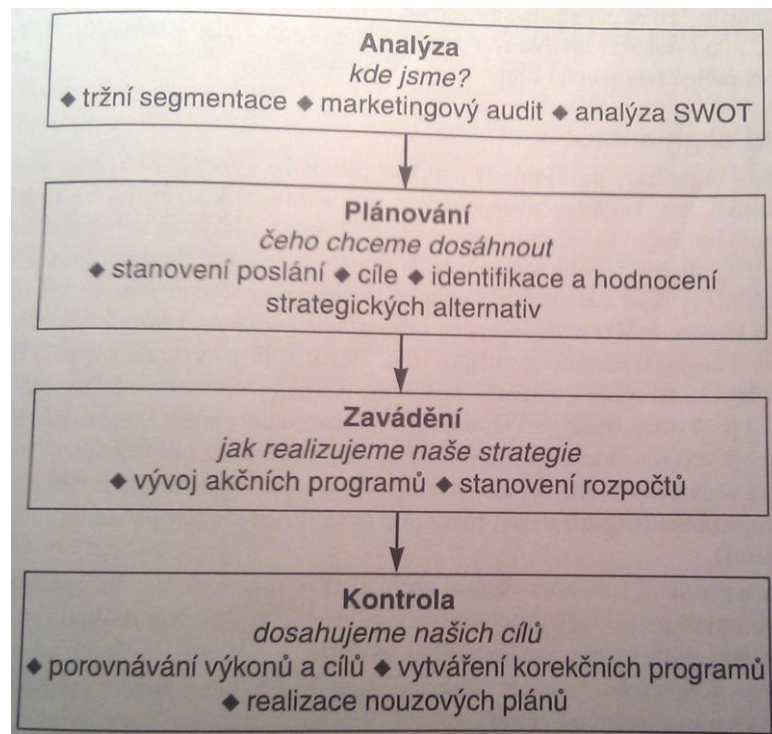 Analýza
kde jsme?
◆ tržní segmentace ◆ marketingový audit ◆ analýza SWOT
Plánování
čeho chceme dosáhnout
◆ stanovení poslání ◆ cíle ◆ identifikace a hodnocení
strategických alternativ
Zavádění
jak realizujeme naše strategie
◆ vývoj akčních programů ◆ stanovení rozpočtů
Kontrola
dosahujeme našich cílů
◆ porovnávání výkonů a cílů ◆ vytváření korekčních programů
◆ realizace nouzových plánů